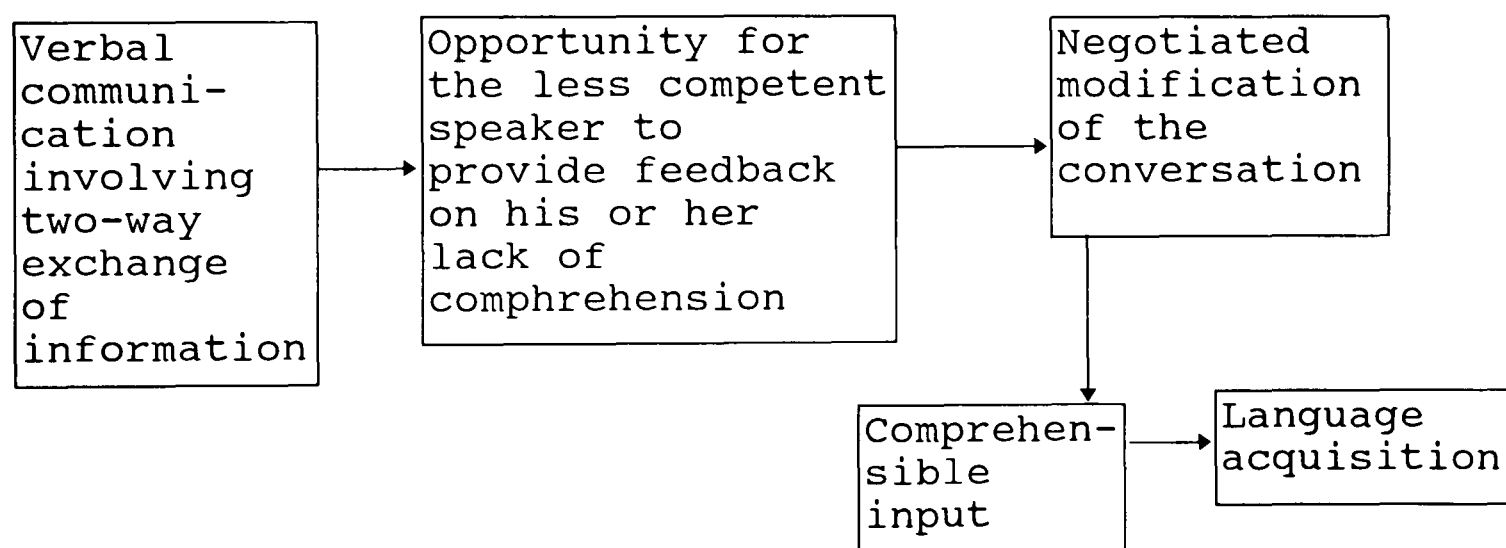 Verbal
communi-
cation
involving
two-way
exchange
of
information
Opportunity for
the less competent
speaker to
provide feedback
on his or her
lack of
comphrehension
Negotiated
modification
of the
conversation
Comprehen-
sible
input
Language
acquisition